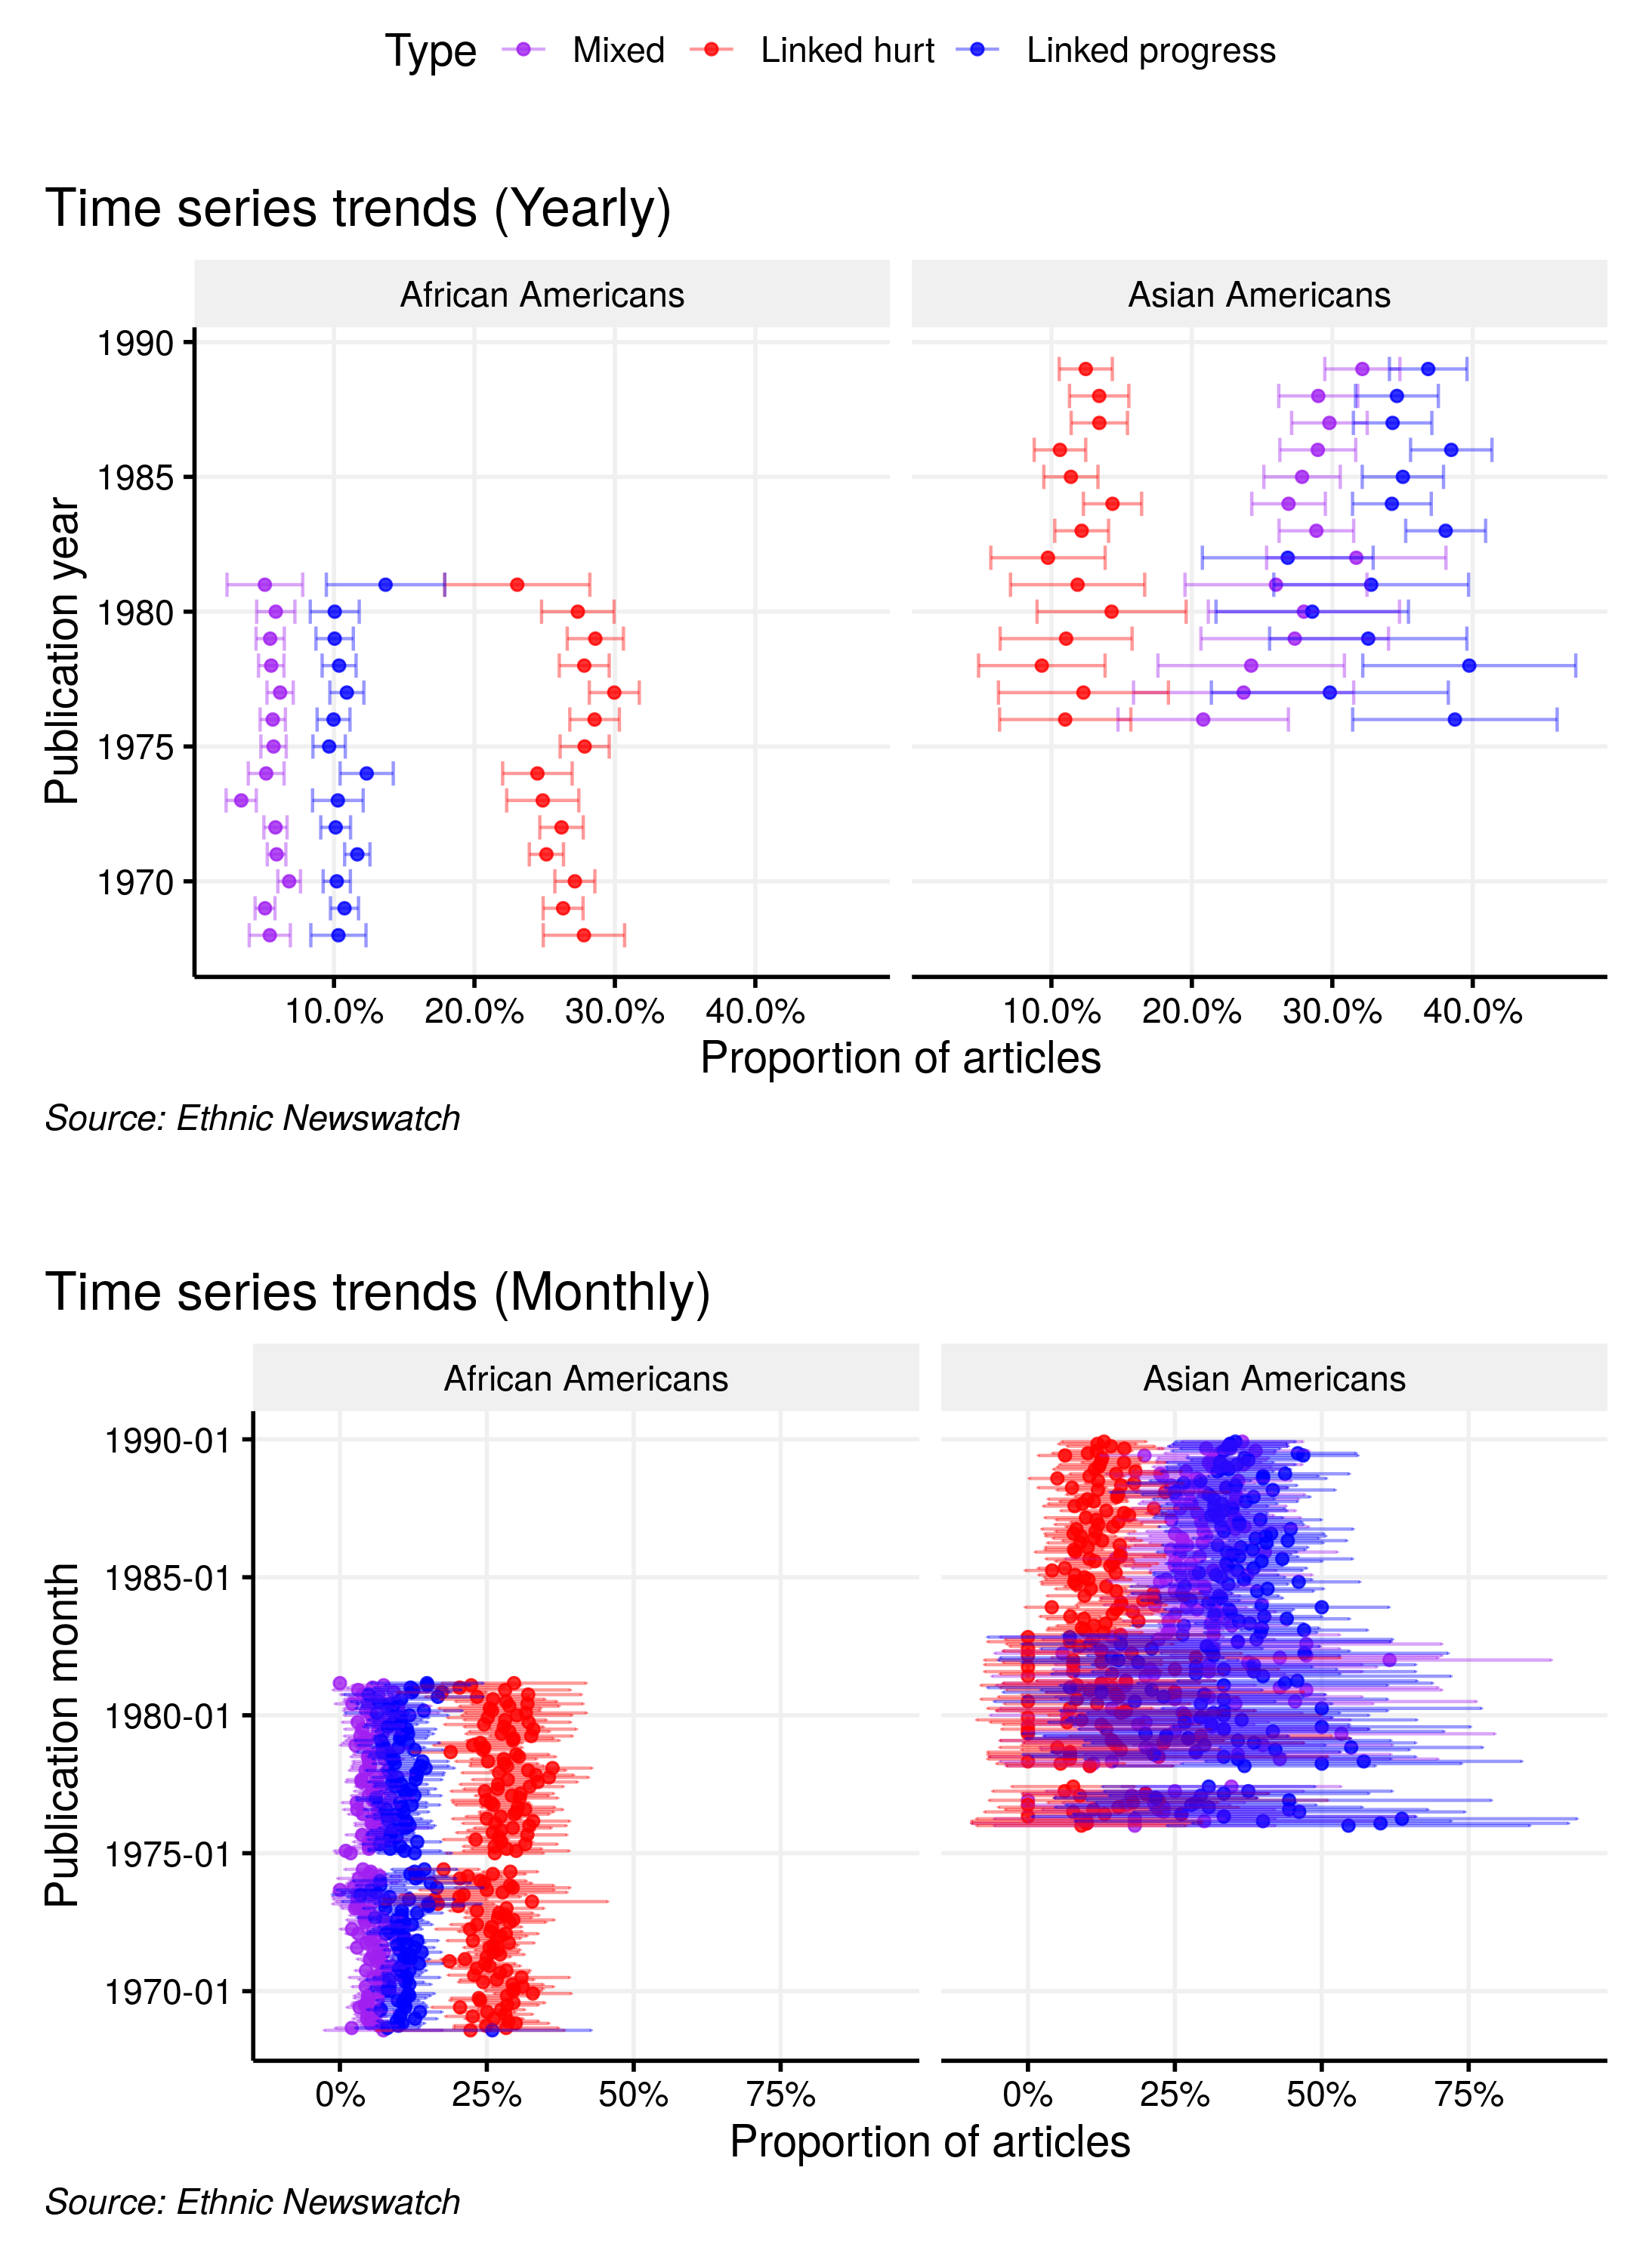 Type Mixed Linked hurt Linked progress
Time series trends (Yearly)
African Americans Asian Americans
1990
1985
1980
1975
1970
Publication year
10.0% 20.0% 30.0% 40.0% 10.0% 20.0% 30.0% 40.0%
Proportion of articles
Source: Ethnic Newswatch
Time series trends (Monthly)
African Americans Asian Americans
1990-01
1985-01
1980-01
1975-01
1970-01
Publication month
0% 25% 50% 75% 0% 25% 50% 75%
Proportion of articles
Source: Ethnic Newswatch